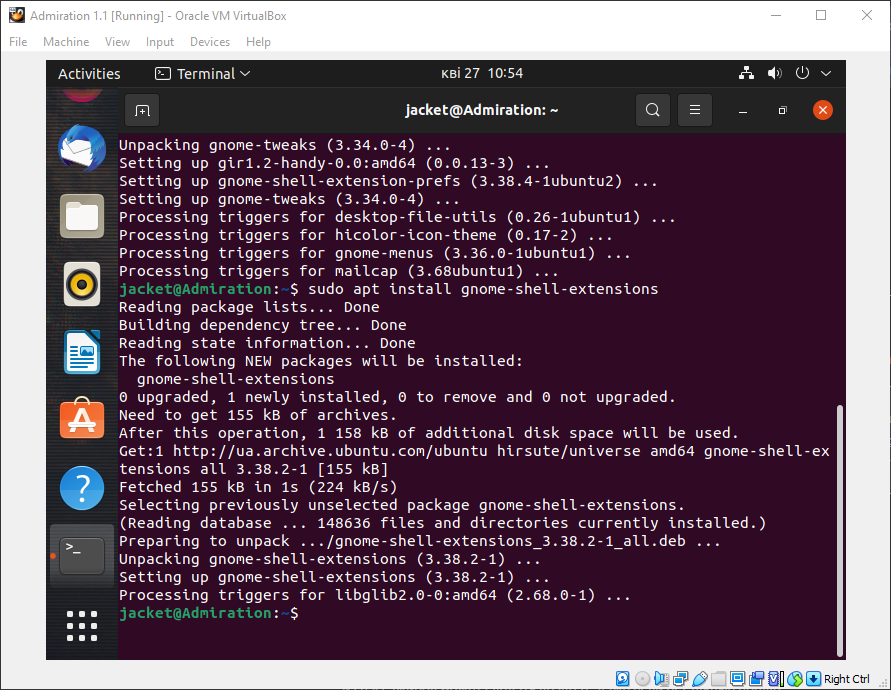 Admiration 1.1 [Running] - Oracle VM VirtualBox
File Machine View Input Devices Help
Activities Terminal кві 27 10:54
jacket@Admiration: ~
Unpacking gnome-tweaks (3.34.0-4) ...
Setting up gir1.2-handy-0.0:amd64 (0.0.13-3) ...
Setting up gnome-shell-extension-prefs (3.38.4-1ubuntu2) ...
Setting up gnome-tweaks (3.34.0-4) ...
Processing triggers for desktop-file-utils (0.26-1ubuntu1) ...
Processing triggers for hicolor-icon-theme (0.17-2) ...
Processing triggers for gnome-menus (3.36.0-1ubuntu1) ...
Processing triggers for mailcap (3.68ubuntu1) ...
jacket@Admiration:~$ sudo apt install gnome-shell-extensions
Reading package lists... Done
Building dependency tree... Done
Reading state information... Done
The following NEW packages will be installed:
gnome-shell-extensions
0 upgraded, 1 newly installed, 0 to remove and 0 not upgraded.
Need to get 155 kB of archives.
After this operation, 1 158 kB of additional disk space will be used.
Get:1 http://ua.archive.ubuntu.com/ubuntu hirsute/universe amd64 gnome-shell-ex
tensions all 3.38.2-1 [155 kB]
Fetched 155 kB in 1s (224 kB/s)
Selecting previously unselected package gnome-shell-extensions.
(Reading database ... 148636 files and directories currently installed.)
Preparing to unpack .../gnome-shell-extensions_3.38.2-1_all.deb ...
Unpacking gnome-shell-extensions (3.38.2-1) ...
Setting up gnome-shell-extensions (3.38.2-1) ...
Processing triggers for libglib2.0-0:amd64 (2.68.0-1) ...
jacket@Admiration:~$
Right Ctrl